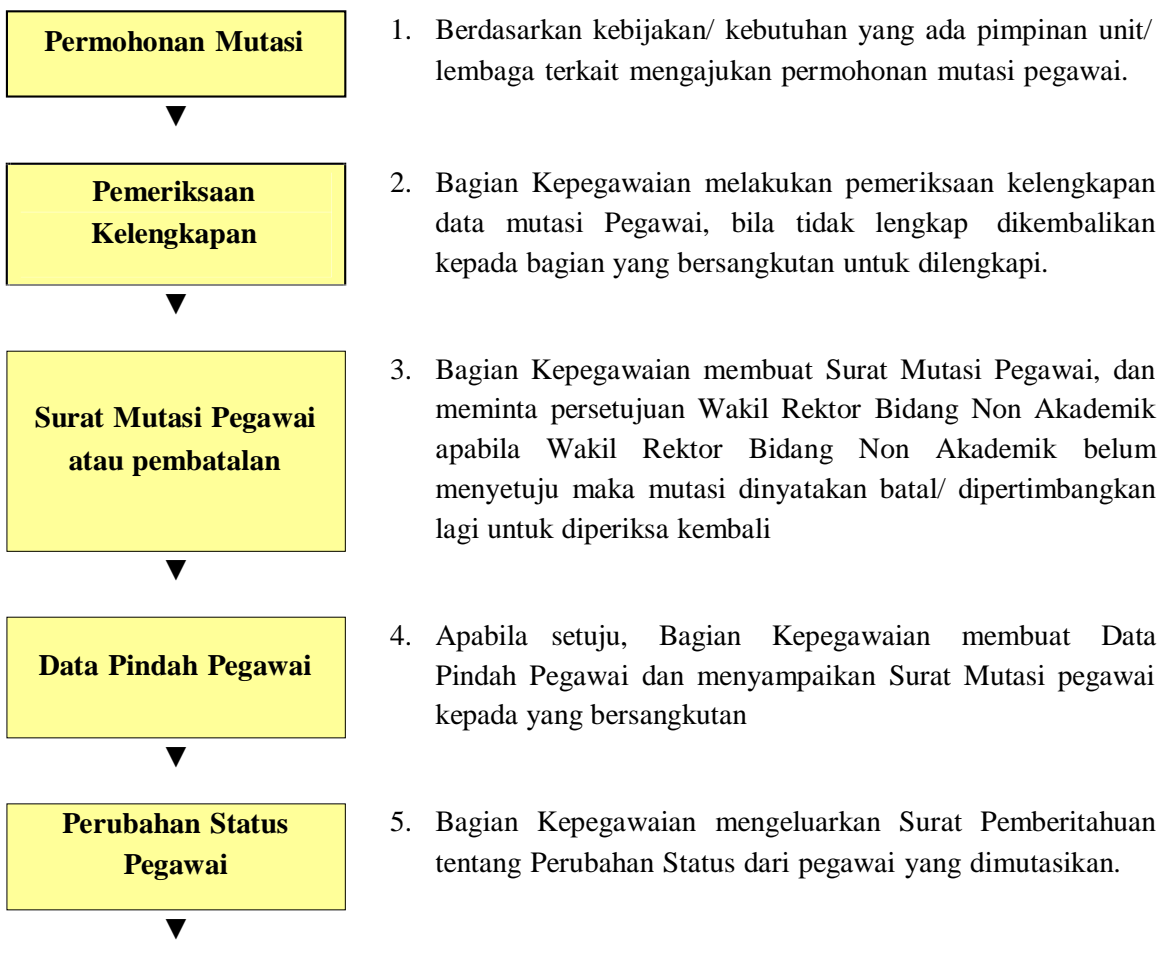 Permohonan Mutasi
1. Berdasarkan kebijakan/ kebutuhan yang ada pimpinan unit/
lembaga terkait mengajukan permohonan mutasi pegawai.
▼
Pemeriksaan
Kelengkapan
2. Bagian Kepegawaian melakukan pemeriksaan kelengkapan
data mutasi Pegawai, bila tidak lengkap dikembalikan
kepada bagian yang bersangkutan untuk dilengkapi.
▼
Surat Mutasi Pegawai
atau pembatalan
3. Bagian Kepegawaian membuat Surat Mutasi Pegawai, dan
meminta persetujuan Wakil Rektor Bidang Non Akademik
apabila Wakil Rektor Bidang Non Akademik belum
menyetuju maka mutasi dinyatakan batal/ dipertimbangkan
lagi untuk diperiksa kembali
▼
Data Pindah Pegawai
4. Apabila setuju, Bagian Kepegawaian membuat Data
Pindah Pegawai dan menyampaikan Surat Mutasi pegawai
kepada yang bersangkutan
▼
Perubahan Status
Pegawai
5. Bagian Kepegawaian mengeluarkan Surat Pemberitahuan
tentang Perubahan Status dari pegawai yang dimutasikan.
▼